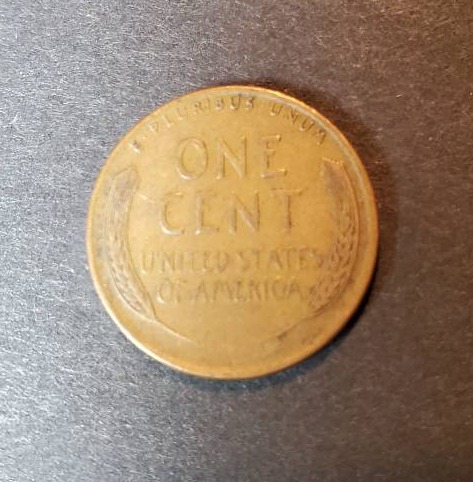 E·PLURIBUS·UNUM
ONE
CENT
UNITED STATES
OF AMERICA